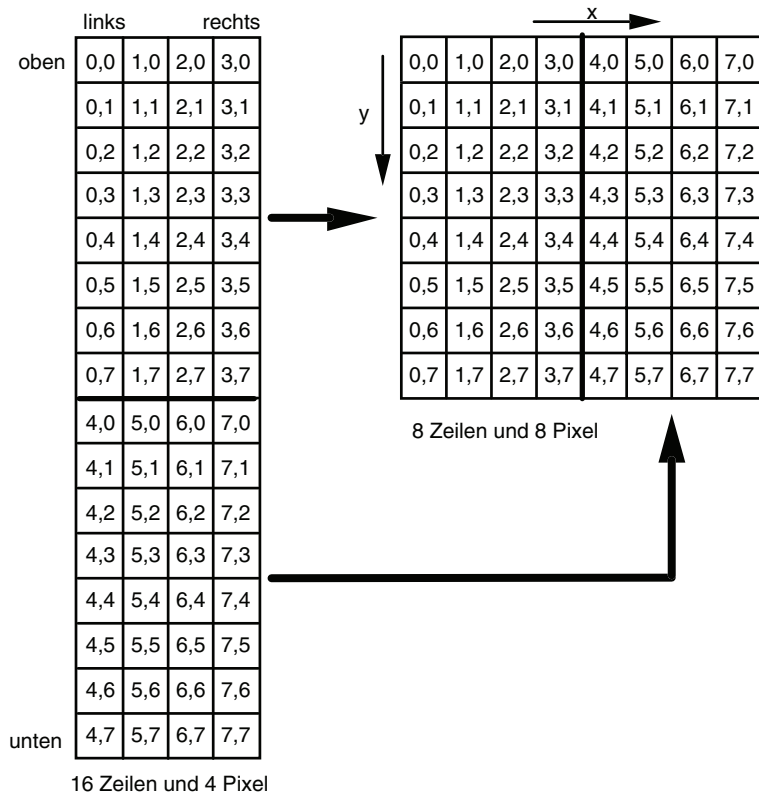 links rechts
oben
0,0 1,0 2,0 3,0
0,1 1,1 2,1 3,1
0,2 1,2 2,2 3,2
0,3 1,3 2,3 3,3
0,4 1,4 2,4 3,4
0,5 1,5 2,5 3,5
0,6 1,6 2,6 3,6
0,7 1,7 2,7 3,7
4,0 5,0 6,0 7,0
4,1 5,1 6,1 7,1
4,2 5,2 6,2 7,2
4,3 5,3 6,3 7,3
4,4 5,4 6,4 7,4
4,5 5,5 6,5 7,5
4,6 5,6 6,6 7,6
4,7 5,7 6,7 7,7
unten
16 Zeilen und 4 Pixel
x
y
0,0 1,0 2,0 3,0 4,0 5,0 6,0 7,0
0,1 1,1 2,1 3,1 4,1 5,1 6,1 7,1
0,2 1,2 2,2 3,2 4,2 5,2 6,2 7,2
0,3 1,3 2,3 3,3 4,3 5,3 6,3 7,3
0,4 1,4 2,4 3,4 4,4 5,4 6,4 7,4
0,5 1,5 2,5 3,5 4,5 5,5 6,5 7,5
0,6 1,6 2,6 3,6 4,6 5,6 6,6 7,6
0,7 1,7 2,7 3,7 4,7 5,7 6,7 7,7
8 Zeilen und 8 Pixel